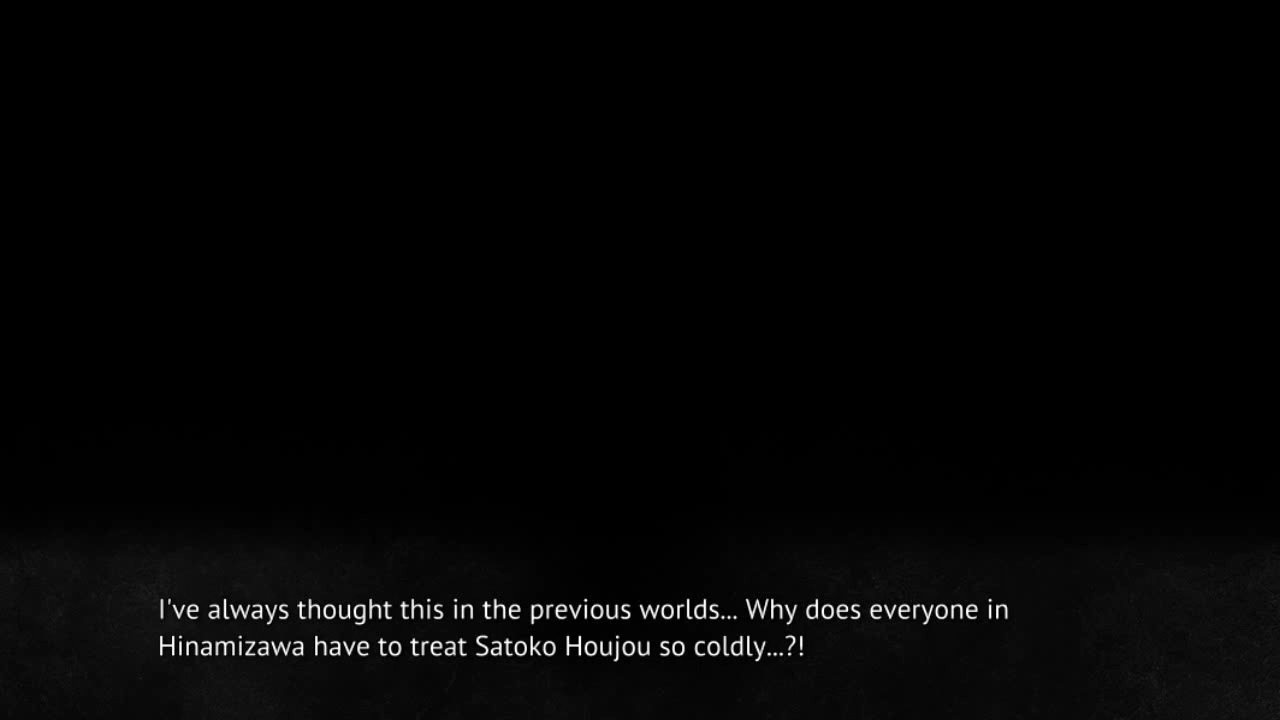 I've always thought this in the previous worlds... Why does everyone in
Hinamizawa have to treat Satoko Houjou so coldly...?!